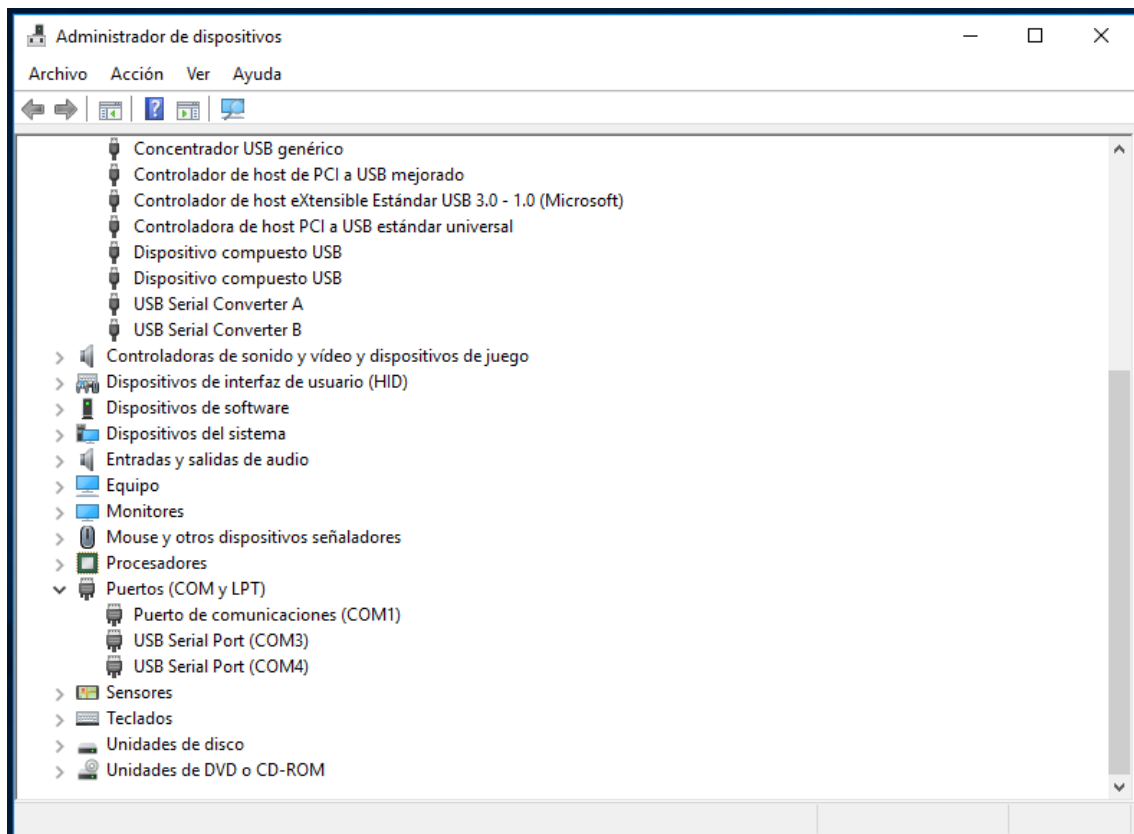 Administrador de dispositivos
Archivo Acción Ver Ayuda
Concentrador USB genérico
Controlador de host de PCI a USB mejorado
Controlador de host eXtensible Estándar USB 3.0 - 1.0 (Microsoft)
Controladora de host PCI a USB estándar universal
Dispositivo compuesto USB
Dispositivo compuesto USB
USB Serial Converter A
USB Serial Converter B
Controladoras de sonido y vídeo y dispositivos de juego
Dispositivos de interfaz de usuario (HID)
Dispositivos de software
Dispositivos del sistema
Entradas y salidas de audio
Equipo
Monitores
Mouse y otros dispositivos señaladores
Procesadores
Puertos (COM y LPT)
Puerto de comunicaciones (COM1)
USB Serial Port (COM3)
USB Serial Port (COM4)
Sensores
Teclados
Unidades de disco
Unidades de DVD o CD-ROM